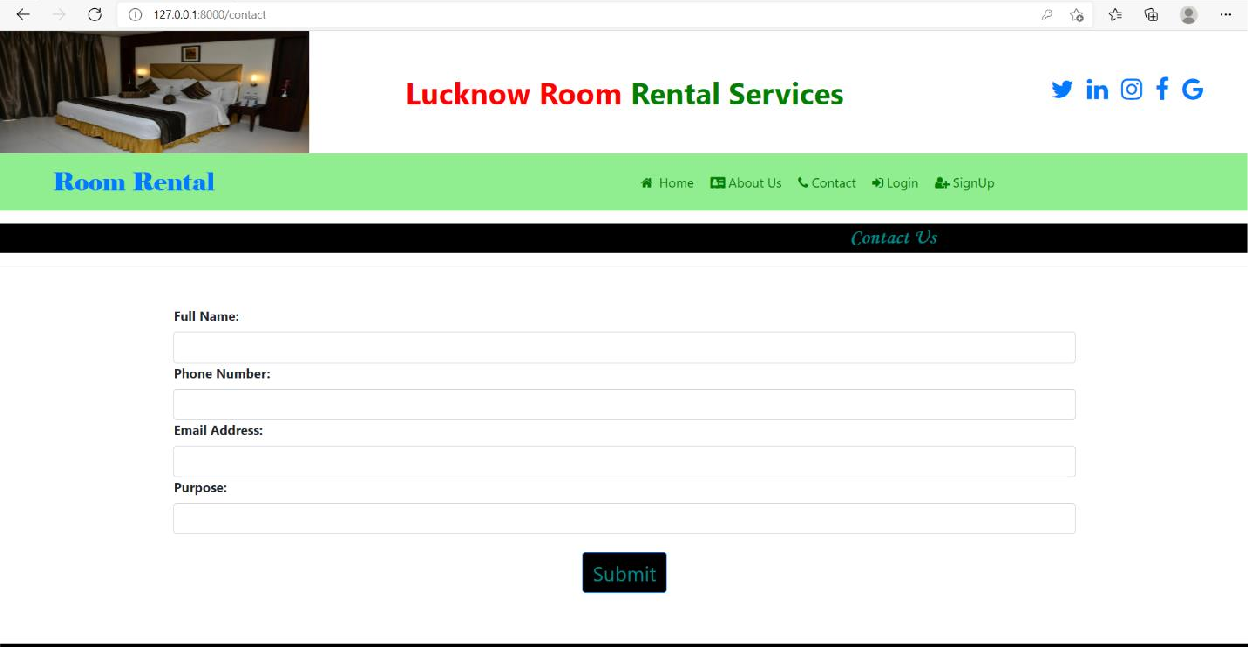 127.0.0.1:8000/contact
Lucknow Room Rental Services
Room Rental
Home About Us Contact Login SignUp
Contact Us
Full Name:
Phone Number:
Email Address:
Purpose:
Submit